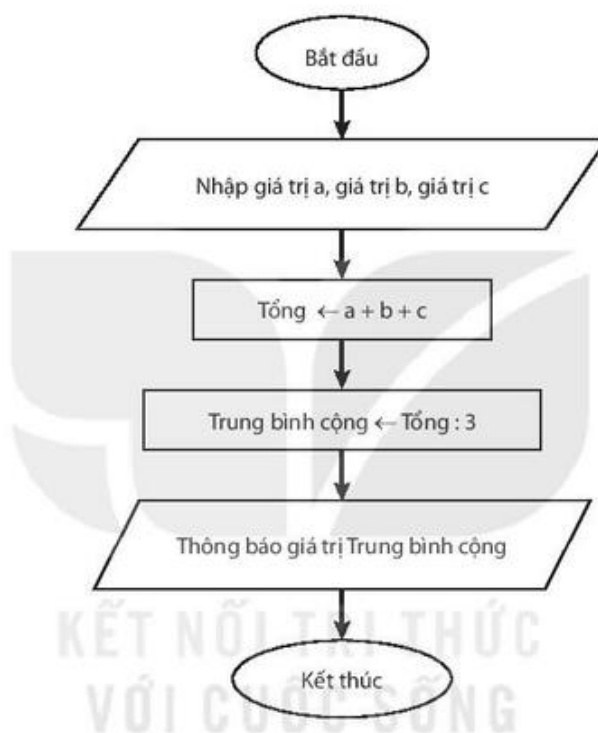 Bắt đầu
Nhập giá trị a, giá trị b, giá trị c
Tổng ← a + b + c
Trung bình cộng ← Tổng : 3
Thông báo giá trị Trung bình cộng
KẾT NỐI TRI THỨC
VỚI CUỘC SỐNG
Kết thúc